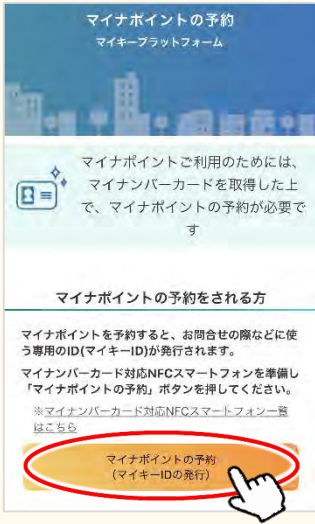 マイナポイントの予約
マイキープラットフォーム
マイナポイントご利用のためには、
マイナンバーカードを取得した上
で、マイナポイントの予約が必要で
す
マイナポイントの予約をされる方
マイナポイントを予約すると、お問合せの際などに使
う専用のID(マイキーID)が発行されます。
マイナンバーカード対応NFCスマートフォンを準備し
「マイナポイントの予約」ボタンを押してください。
※マイナンバーカード対応NFCスマートフォン一覧
はこちら
マイナポイントの予約
(マイキーIDの発行)